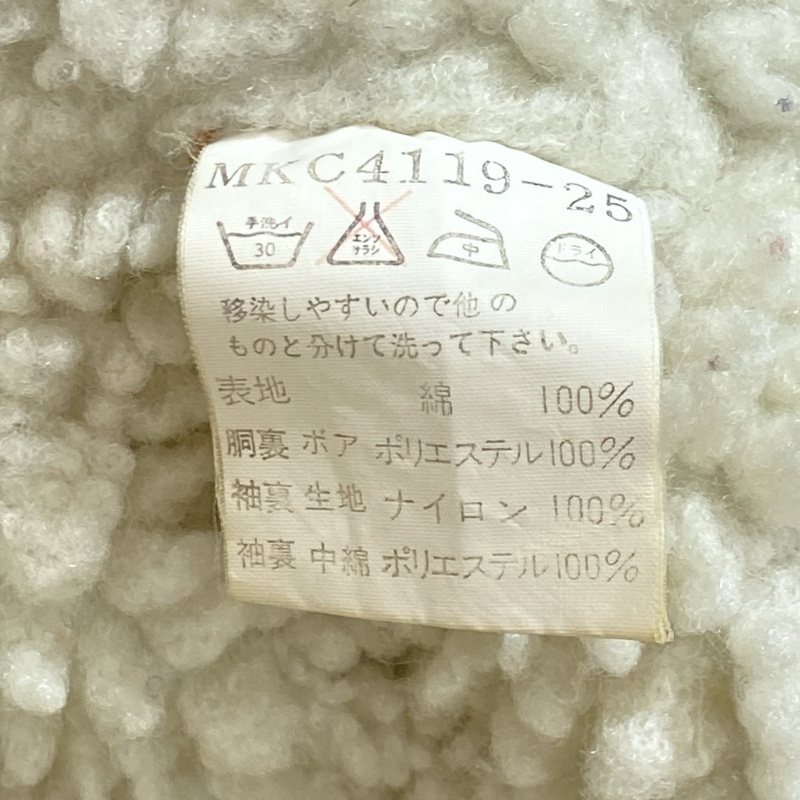 MKC4119-25
手洗イ 30 エンソサラシ 中 ドライ
移染しやすいので他の
ものと分けて洗って下さい。
表地 綿 100%
胴裏 ボア ポリエステル100%
袖裏 生地 ナイロン 100%
袖裏 中綿 ポリエステル100%